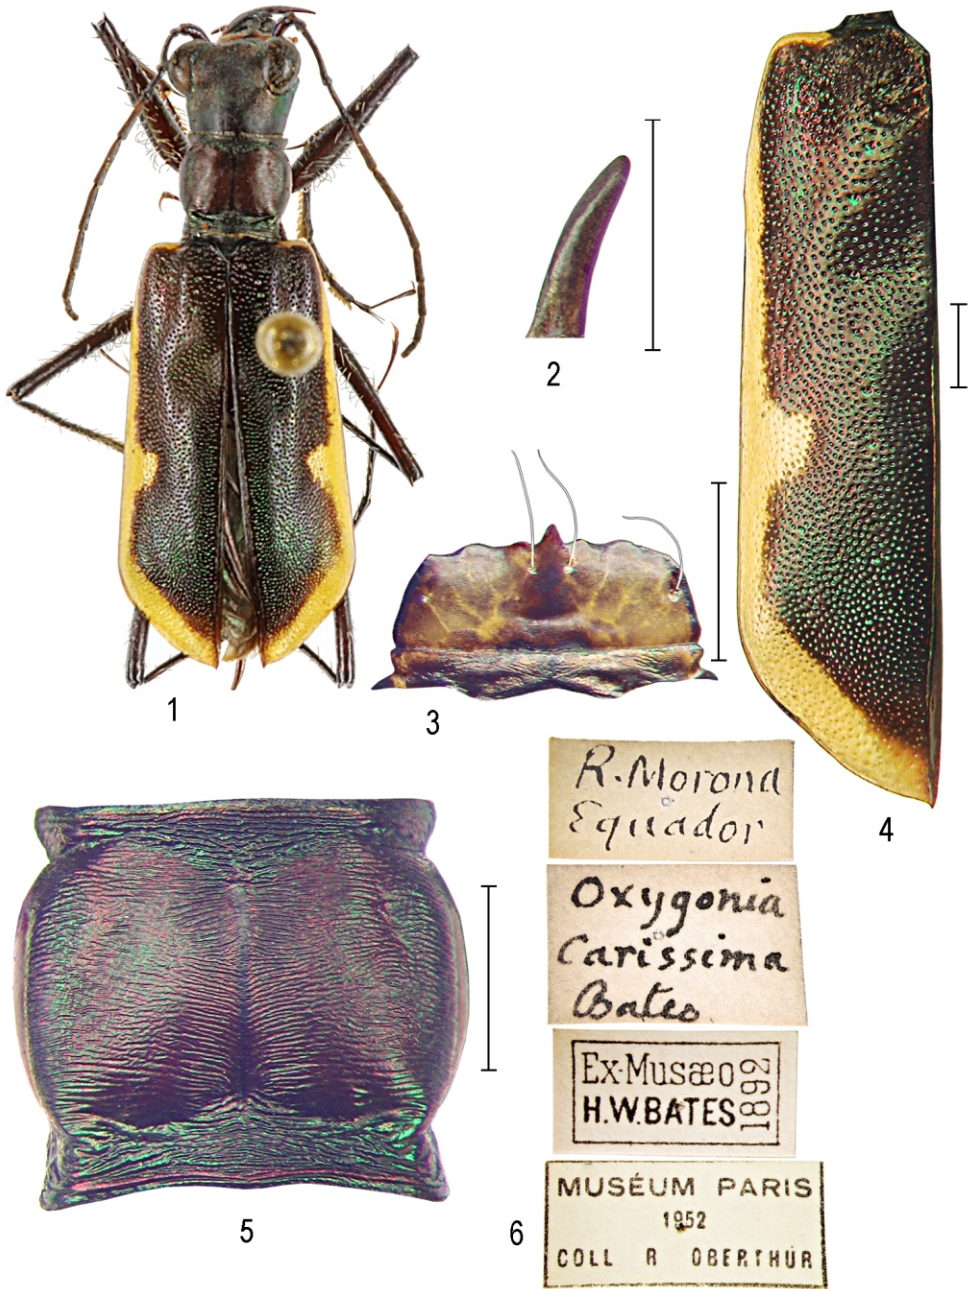 1
2
3
4
5
6
R. Morona
Equador
Oxygonia
Carissima
Bates
Ex-Musæo
H.W.BATES
1892
MUSÉUM PARIS
1952
COLL R OBERTHUR